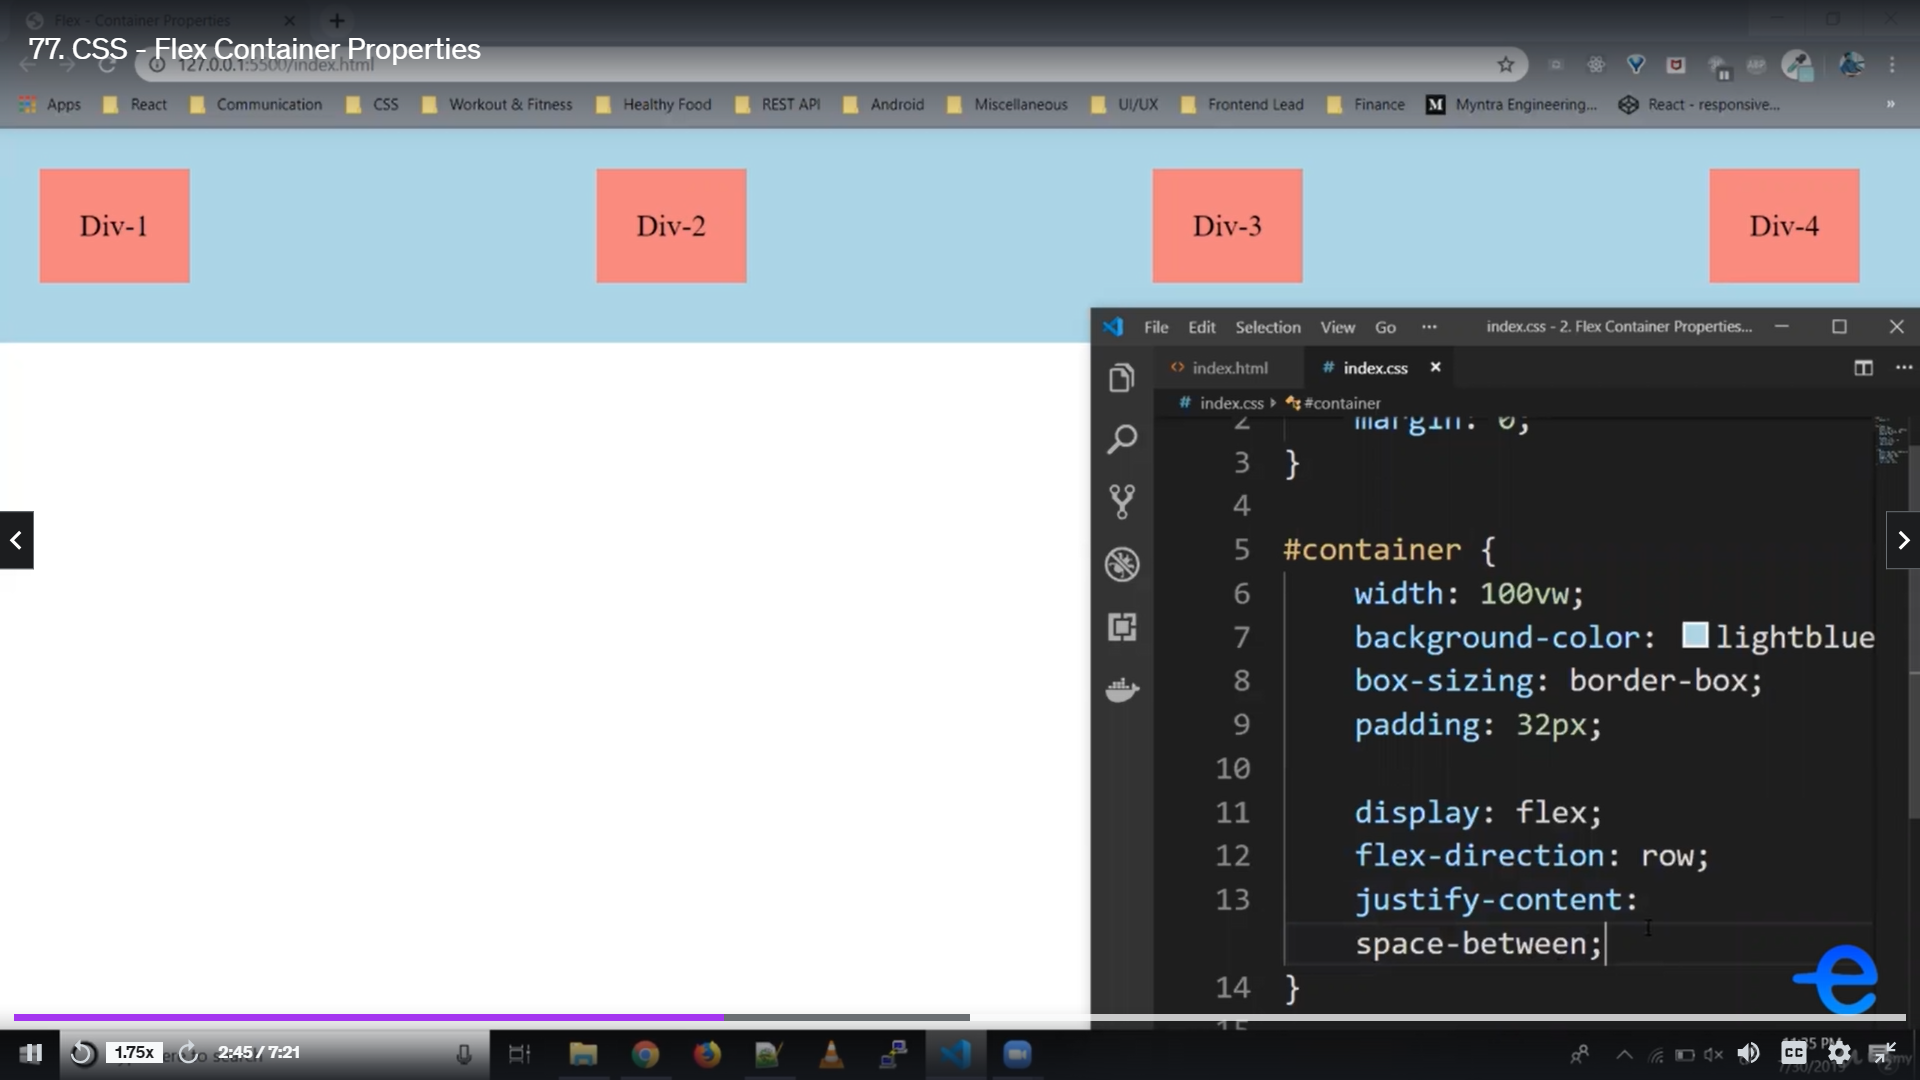 Flex - Container Properties
77. CSS - Flex Container Properties
127.0.0.1:5500/index.html
Apps React Communication CSS Workout & Fitness Healthy Food REST API Android Miscellaneous UI/UX Frontend Lead Finance Myntra Engineering... React - responsive... »
Div-1 Div-2 Div-3 Div-4
File Edit Selection View Go ··· index.css - 2. Flex Container Properties...
index.html # index.css
# index.css #container
2 margin: 0;
3 }
4
5 #container {
6 width: 100vw;
7 background-color: lightblue
8 box-sizing: border-box;
9 padding: 32px;
10
11 display: flex;
12 flex-direction: row;
13 justify-content:
space-between;
14 }
15
1.75x 2:45 / 7:21 CC